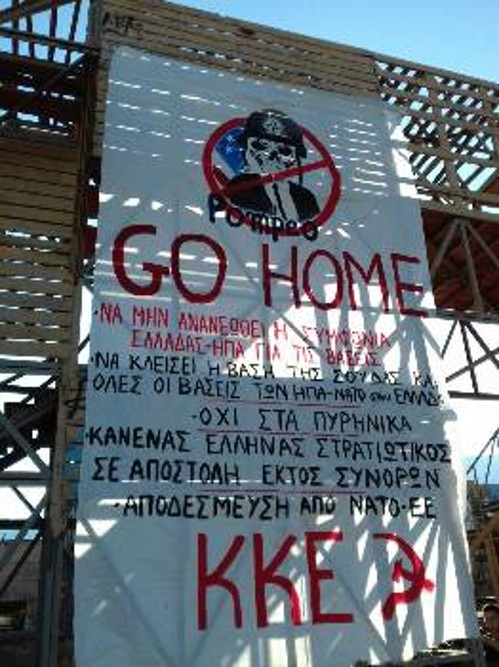 Pompeo
GO HOME
·ΝΑ ΜΗΝ ΑΝΑΝΕΩΘΕΙ Η ΣΥΜΦΩΝΙΑ
ΕΛΛΑΔΑΣ-ΗΠΑ ΓΙΑ ΤΙΣ ΒΑΣΕΙΣ
·ΝΑ ΚΛΕΙΣΕΙ Η ΒΑΣΗ ΤΗΣ ΣΟΥΔΑΣ ΚΑΙ
ΟΛΕΣ ΟΙ ΒΑΣΕΙΣ ΤΩΝ ΗΠΑ-ΝΑΤΟ στην ΕΛΛΑΔΑ
·ΟΧΙ ΣΤΑ ΠΥΡΗΝΙΚΑ
·ΚΑΝΕΝΑΣ ΕΛΛΗΝΑΣ ΣΤΡΑΤΙΩΤΙΚΟΣ
ΣΕ ΑΠΟΣΤΟΛΗ ΕΚΤΟΣ ΣΥΝΟΡΩΝ
·ΑΠΟΔΕΣΜΕΥΣΗ ΑΠΟ ΝΑΤΟ-ΕΕ
ΚΚΕ